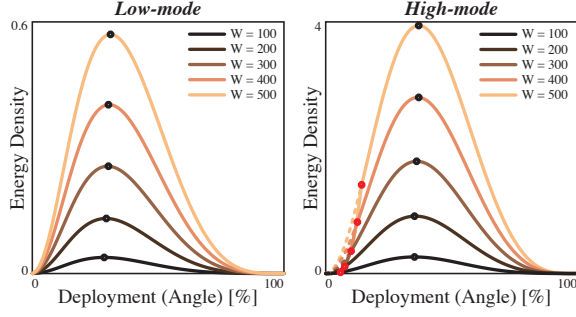 Low-mode
0.6
W = 100
W = 200
W = 300
W = 400
W = 500
Energy Density
0
0
100
Deployment (Angle) [%]
High-mode
4
W = 100
W = 200
W = 300
W = 400
W = 500
Energy Density
0
0
100
Deployment (Angle) [%]